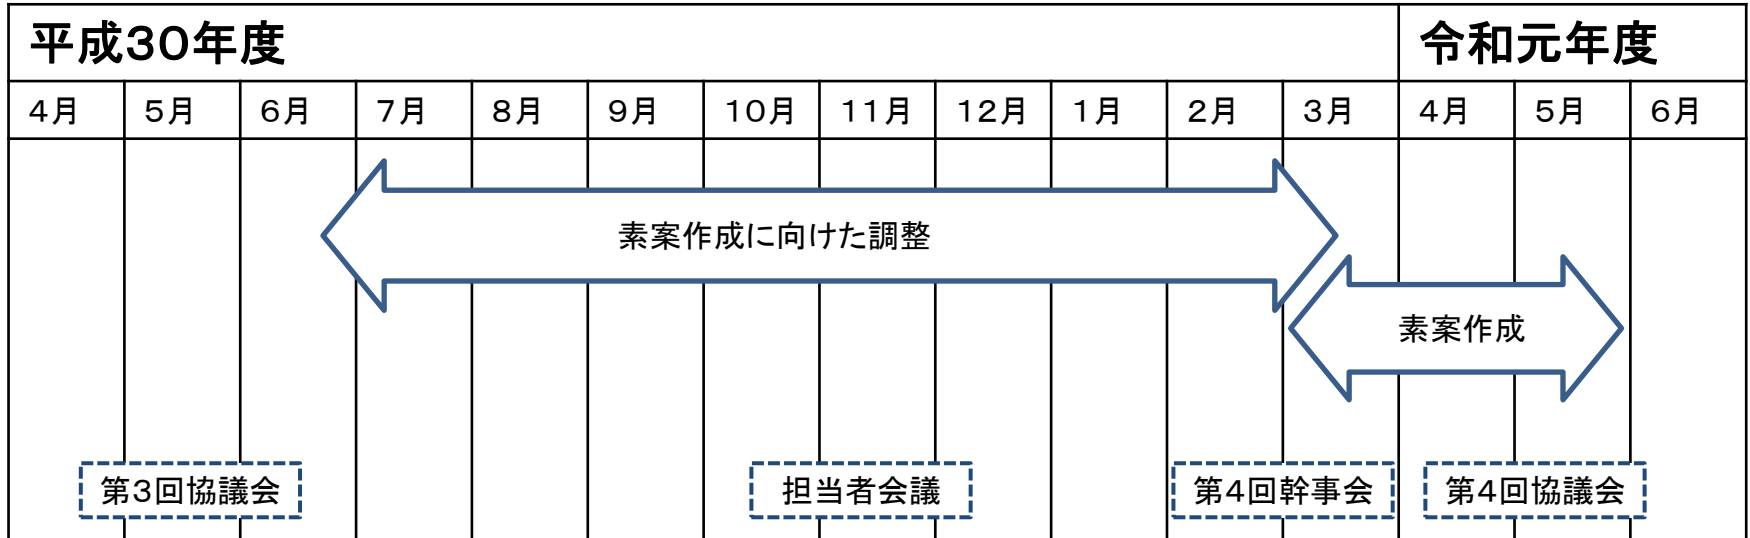 平成30年度 令和元年度
4月 5月 6月 7月 8月 9月 10月 11月 12月 1月 2月 3月 4月 5月 6月
素案作成に向けた調整
素案作成
第3回協議会 担当者会議 第4回幹事会 第4回協議会